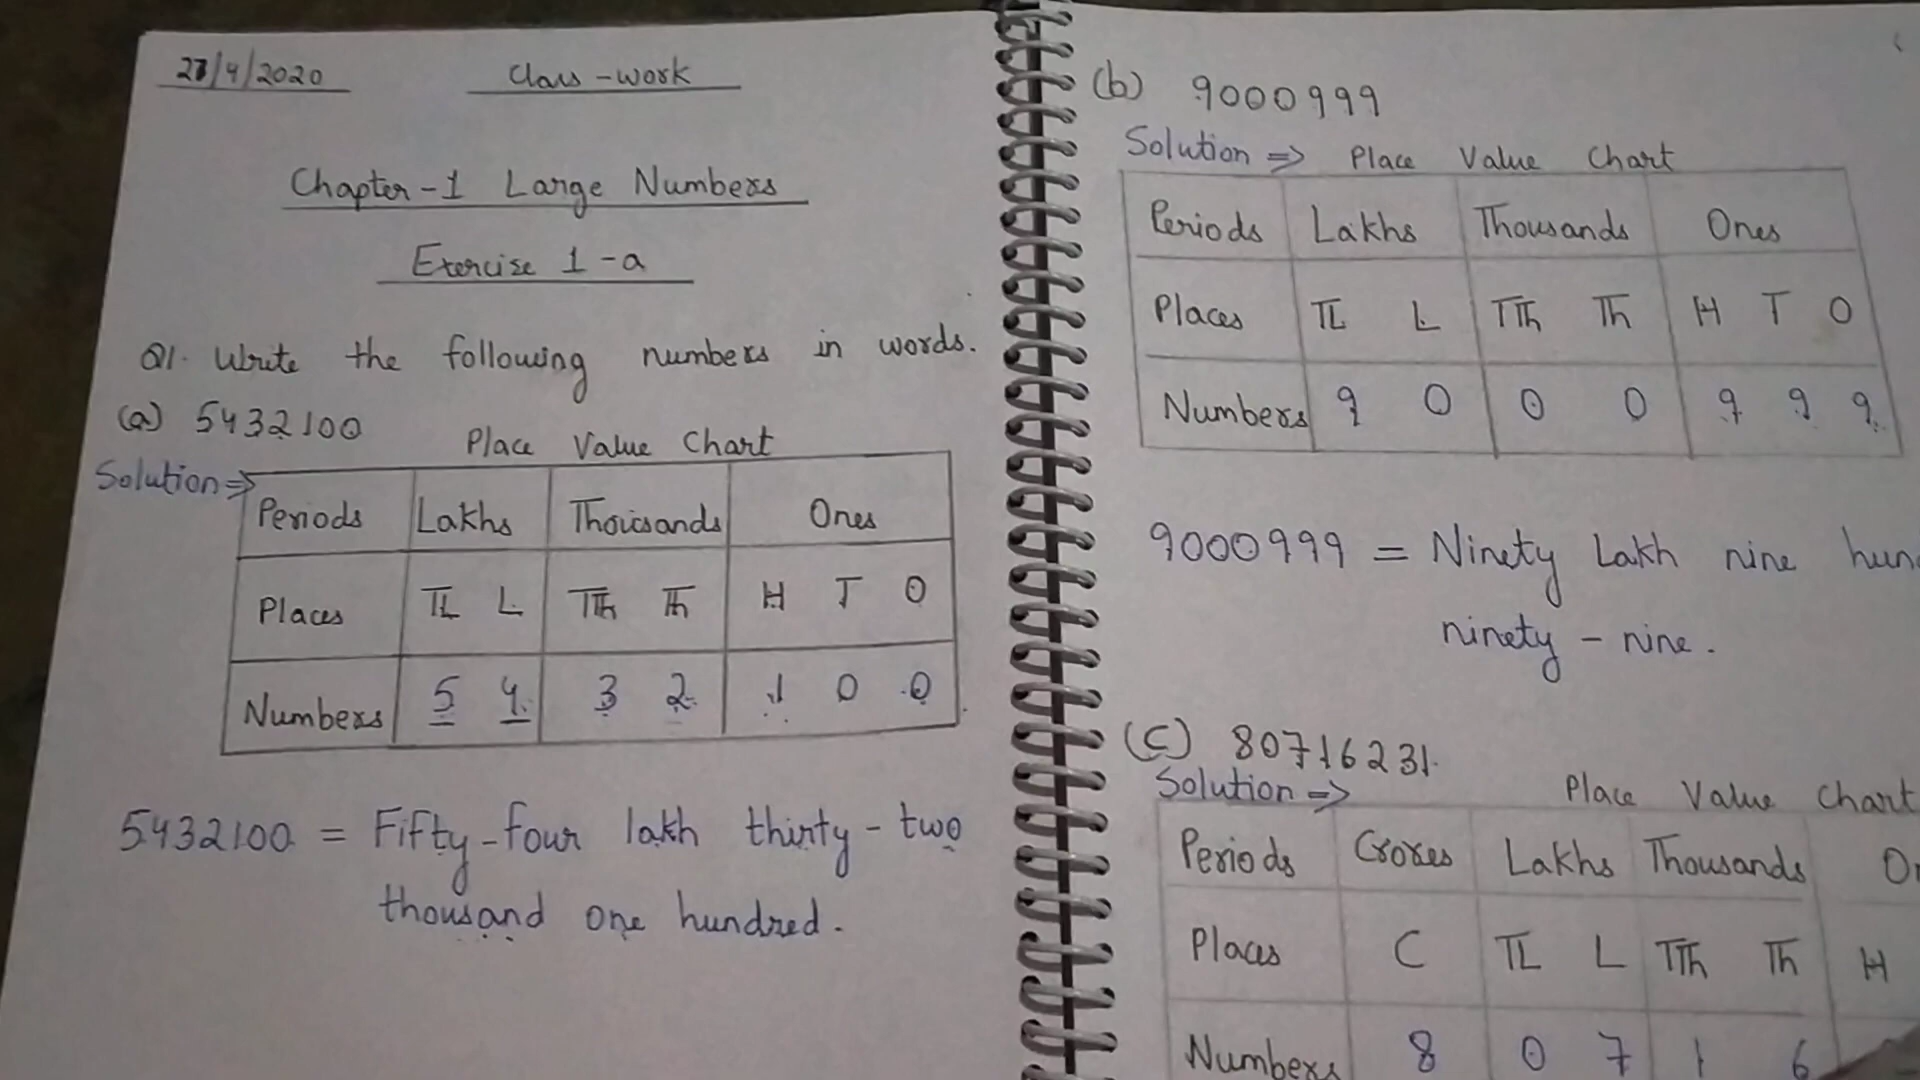 27/4/2020 Class-work
Chapter-1 Large Numbers
Exercise 1-a
Q1. Write the following numbers in words.
(a) 5432100
Place Value Chart
Solution⇒
Periods Lakhs Thousands Ones
Places TL L TTh Th H T O
Numbers 5 4 3 2 1 0 0
5432100 = Fifty-four lakh thirty-two
thousand one hundred.
(b) 9000999
Solution ⇒ Place Value Chart
Periods Lakhs Thousands Ones
Places TL L TTh Th H T O
Numbers 9 0 0 0 9 9 9
9000999 = Ninety Lakh nine
ninety-nine.
(c) 80716231
Solution ⇒ Place Value Chart
Periods Crores Lakhs Thousands
Places C TL L TTh Th H
Numbers 8 0 7 1 6